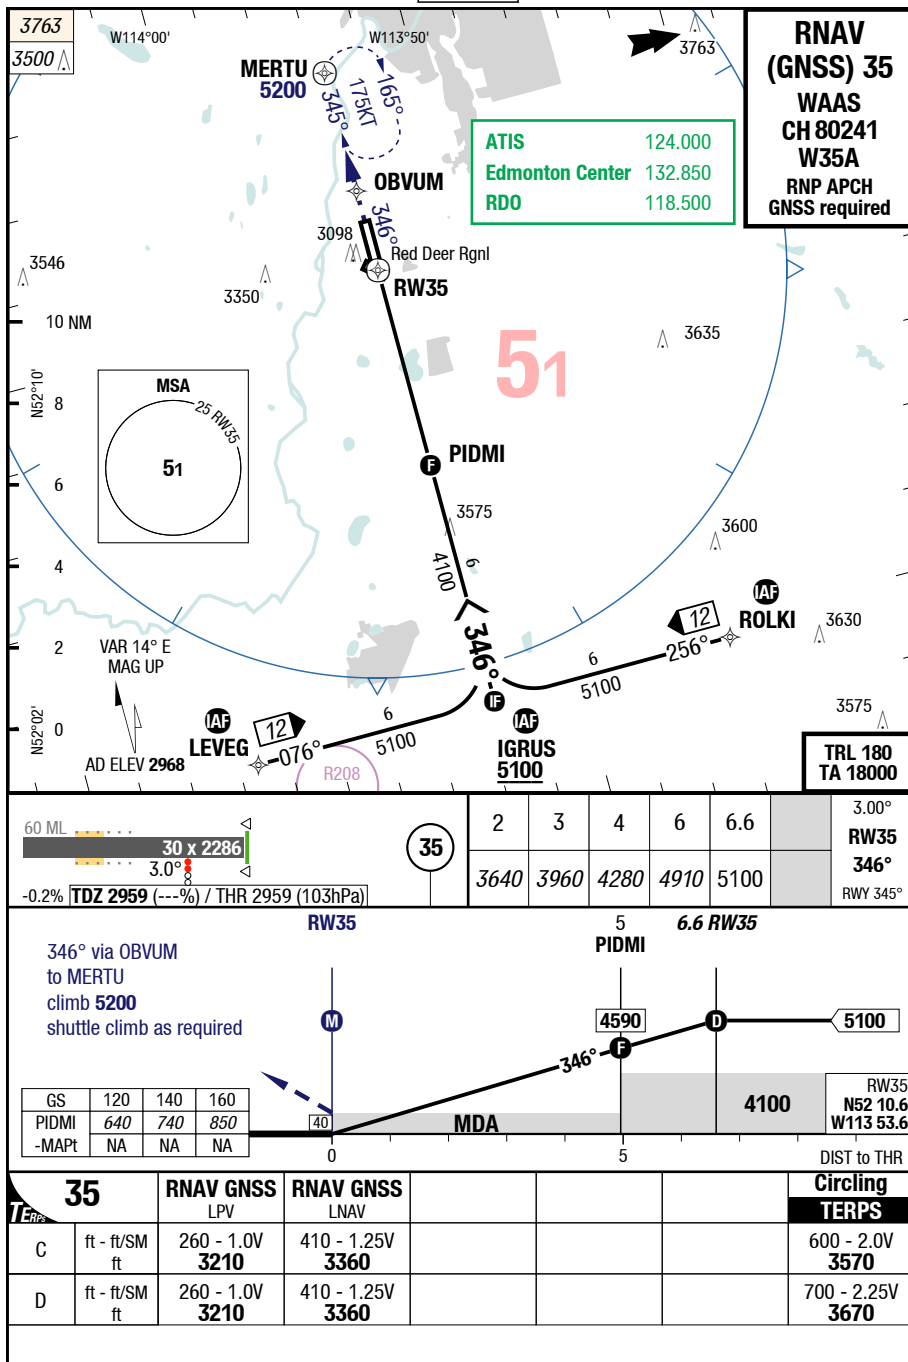 3763
3500
W114°00'
W113°50'
3763
RNAV
(GNSS) 35
WAAS
CH 80241
W35A
RNP APCH
GNSS required
MERTU
5200
345°
175KT
165°
ATIS 124.000
Edmonton Center 132.850
RDO 118.500
OBVUM
346°
3098
Red Deer Rgnl
RW35
3546
3350
10 NM
3635
51
N52°10'
8
MSA
25 RW35
51
PIDMI
F
6
3575
3600
4100
6
4
IAF
ROLKI
12
256°
3630
2
VAR 14° E
MAG UP
346°
6
5100
IF
N52°02'
0
IAF
LEVEG
12
076°
6
5100
IAF
IGRUS
5100
3575
AD ELEV 2968
R208
TRL 180
TA 18000
60 ML
30 x 2286
3.0°
-0.2% TDZ 2959 (---%) / THR 2959 (103hPa)
35
2 3 4 6 6.6
3640 3960 4280 4910 5100
3.00°
RW35
346°
RWY 345°
RW35
5
PIDMI
6.6 RW35
346° via OBVUM
to MERTU
climb 5200
shuttle climb as required
M
4590
D
5100
F
346°
GS 120 140 160
PIDMI 640 740 850
-MAPt NA NA NA
40
MDA
4100
RW35
N52 10.6
W113 53.6
0
5
DIST to THR
TERPS
35
RNAV GNSS
LPV
RNAV GNSS
LNAV
Circling
TERPS
C
ft - ft/SM
ft
260 - 1.0V
3210
410 - 1.25V
3360
600 - 2.0V
3570
D
ft - ft/SM
ft
260 - 1.0V
3210
410 - 1.25V
3360
700 - 2.25V
3670